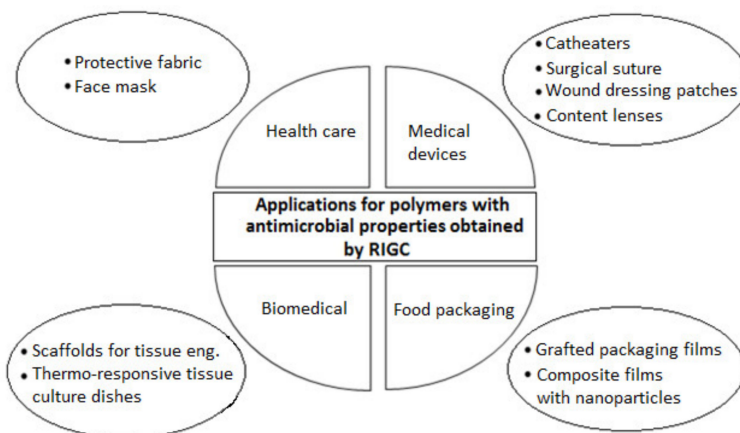 • Protective fabric
• Face mask
• Catheaters
• Surgical suture
• Wound dressing patches
• Content lenses
Health care
Medical
devices
Applications for polymers with
antimicrobial properties obtained
by RIGC
Biomedical
Food packaging
• Scaffolds for tissue eng.
• Thermo-responsive tissue
culture dishes
• Grafted packaging films
• Composite films
with nanoparticles